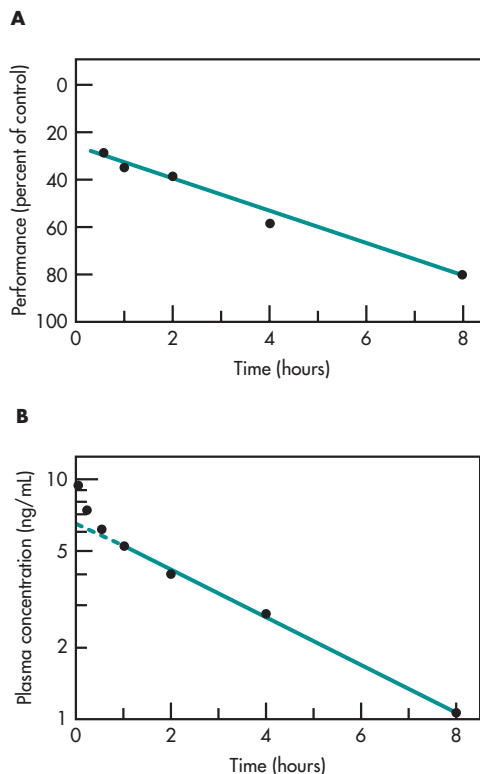 A
Performance (percent of control)
0
20
40
60
80
100
0 2 4 6 8
Time (hours)
B
Plasma concentration (ng/mL)
10
5
2
1
0 2 4 6 8
Time (hours)